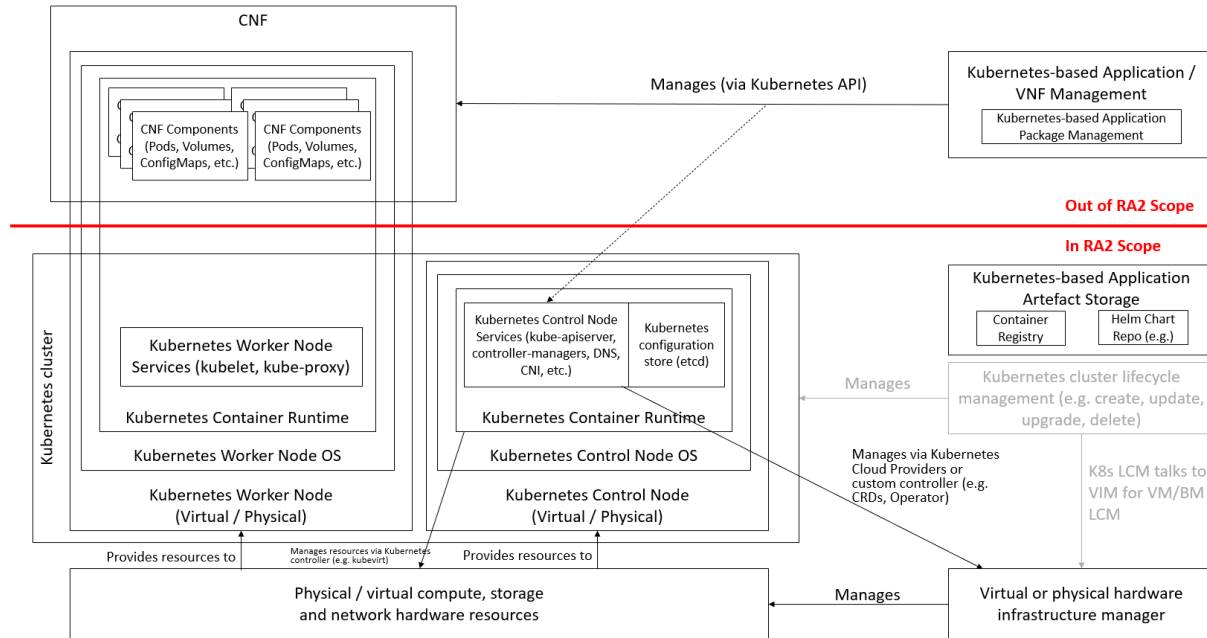 CNF
CNF Components
(Pods, Volumes,
ConfigMaps, etc.)
CNF Components
(Pods, Volumes,
ConfigMaps, etc.)
Manages (via Kubernetes API)
Kubernetes-based Application /
VNF Management
Kubernetes-based Application
Package Management
Out of RA2 Scope
In RA2 Scope
Kubernetes cluster
Kubernetes Worker Node
Services (kubelet, kube-proxy)
Kubernetes Container Runtime
Kubernetes Worker Node OS
Kubernetes Worker Node
(Virtual / Physical)
Kubernetes Control Node
Services (kube-apiserver,
controller-managers, DNS,
CNI, etc.)
Kubernetes
configuration
store (etcd)
Kubernetes Container Runtime
Kubernetes Control Node OS
Kubernetes Control Node
(Virtual / Physical)
Kubernetes-based Application
Artefact Storage
Container
Registry
Helm Chart
Repo (e.g.)
Manages
Kubernetes cluster lifecycle
management (e.g. create, update,
upgrade, delete)
Manages via Kubernetes
Cloud Providers or
custom controller (e.g.
CRDs, Operator)
K8s LCM talks to
VIM for VM/BM
LCM
Provides resources to
Manages resources via Kubernetes
controller (e.g. kubevirt)
Provides resources to
Physical / virtual compute, storage
and network hardware resources
Manages
Virtual or physical hardware
infrastructure manager